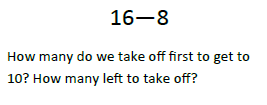 16—8
How many do we take off first to get to
10? How many left to take off?